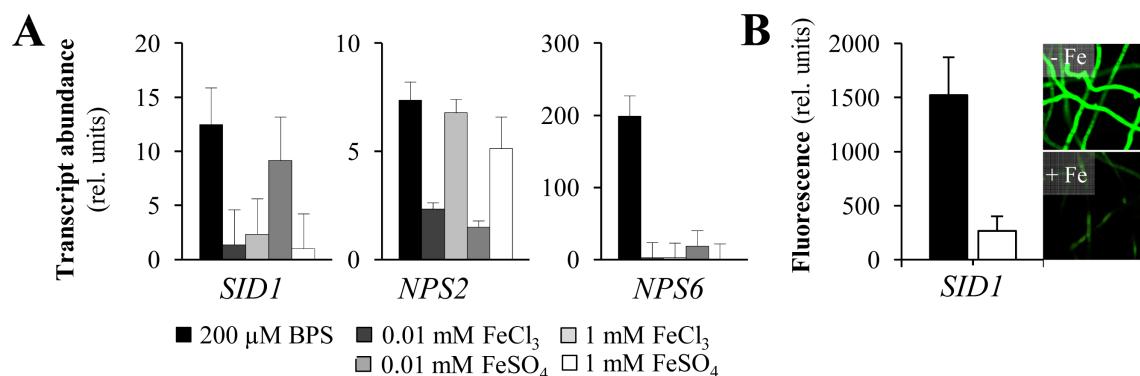 A
Transcript abundance
(rel. units)
20
15
10
5
0
SID1
10
5
0
NPS2
300
200
100
0
NPS6
200 µM BPS
0.01 mM FeCl₃
1 mM FeCl₃
0.01 mM FeSO₄
1 mM FeSO₄
B
Fluorescence (rel. units)
2000
1500
1000
500
0
SID1
- Fe
+ Fe